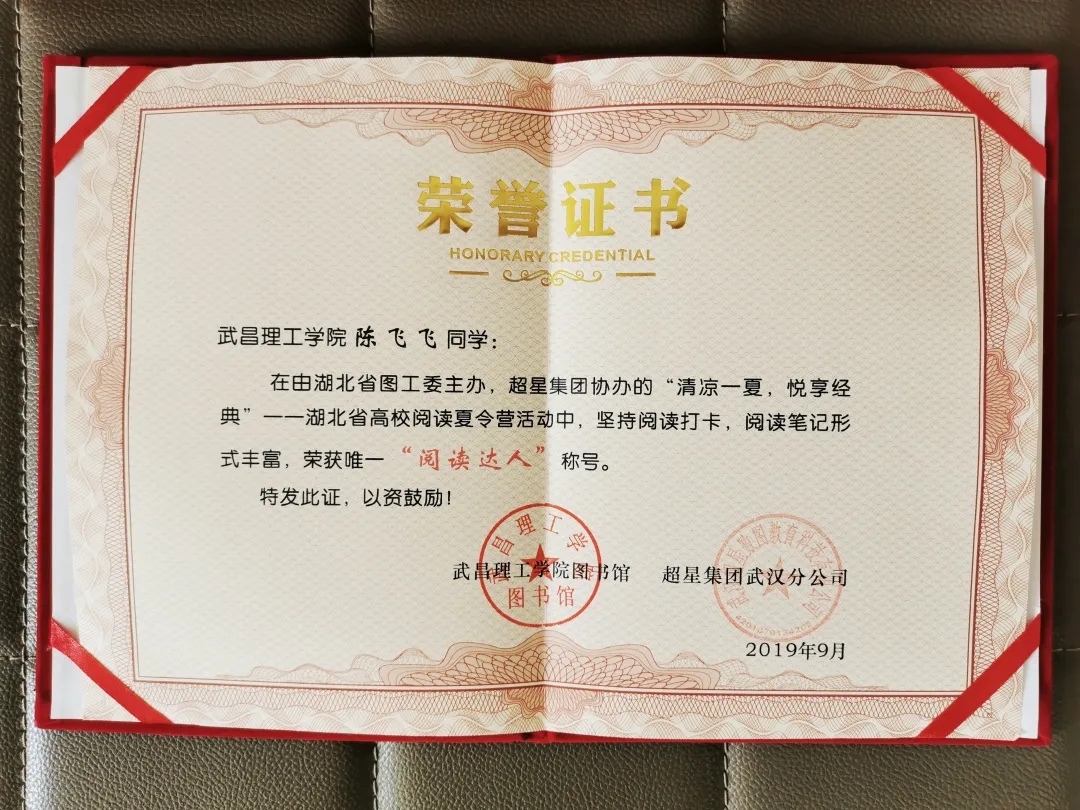 荣誉证书
HONORARY CREDENTIAL
武昌理工学院 陈飞飞 同学：
在由湖北省图工委主办，超星集团协办的“清凉一夏，悦享经
典”一一湖北省高校阅读夏令营活动中，坚持阅读打卡，阅读笔记形
式丰富，荣获唯一“阅读达人”称号。
特发此证，以资鼓励！
武昌理工学院图书馆 超星集团武汉分公司
武昌理工学院
图书馆
2019年9月